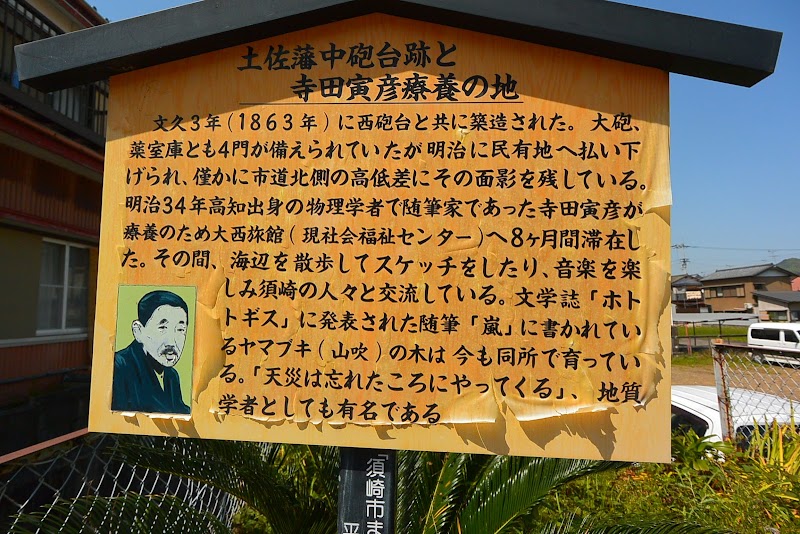 土佐藩中砲台跡と
寺田寅彦療養の地
文久3年(1863年)に西砲台と共に築造された。大砲、
薬室庫とも4門が備えられていたが明治に民有地へ払い下
げられ、僅かに市道北側の高低差にその面影を残している。
明治34年高知出身の物理学者で随筆家であった寺田寅彦が
療養のため大西旅館(現社会福祉センター)へ8ヶ月間滞在し
た。その間、海辺を散歩してスケッチをしたり、音楽を楽
しみ須崎の人々と交流している。文学誌「ホト
トギス」に発表された随筆「嵐」に書かれてい
るヤマブキ(山吹)の木は今も同所で育ってい
る。「天災は忘れたころにやってくる」、地質
学者としても有名である
「須崎市ま
平